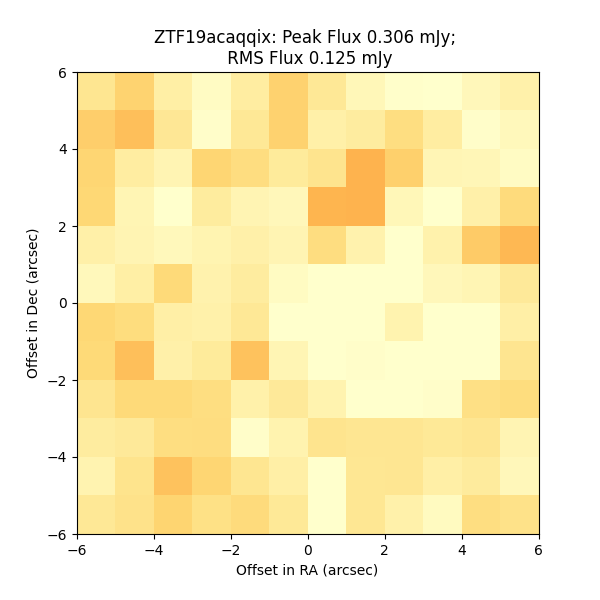 ZTF19acaqqix: Peak Flux 0.306 mJy;
RMS Flux 0.125 mJy
6
4
2
0
−2
−4
−6
Offset in Dec (arcsec)
−6 −4 −2 0 2 4 6
Offset in RA (arcsec)